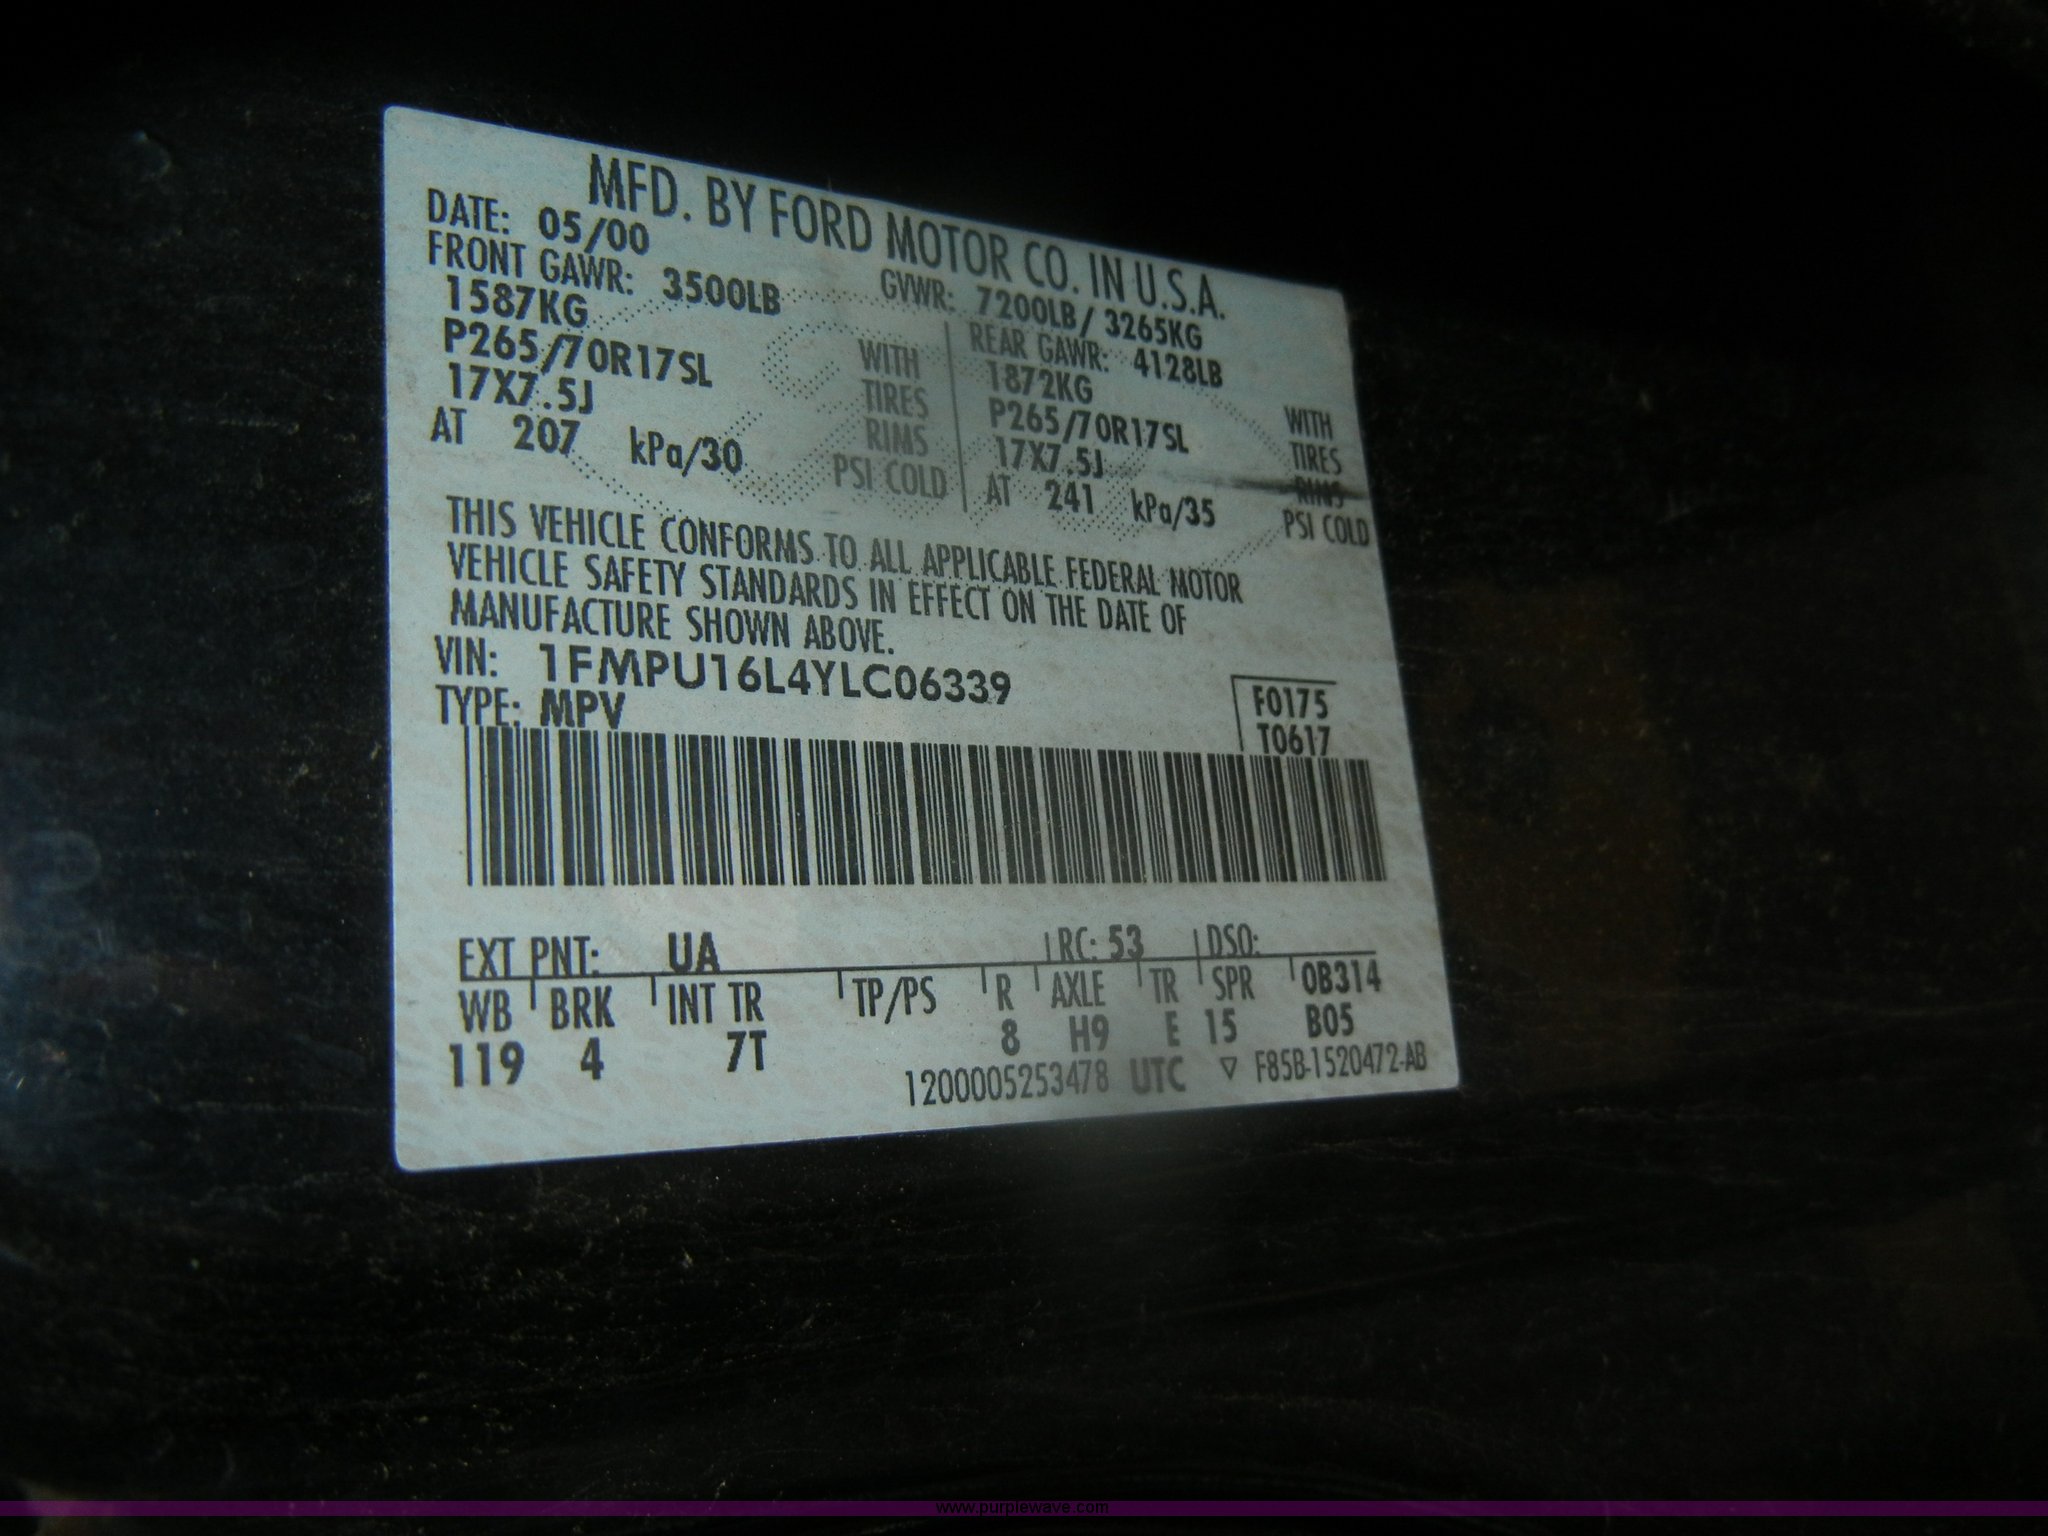 MFD. BY FORD MOTOR CO. IN U.S.A.
DATE: 05/00
GVWR: 7200LB/ 3265KG
FRONT GAWR: 3500LB
1587KG
P265/70R17SL
17X7.5J
AT 207 kPa/30
WITH
TIRES
RIMS
PSI COLD
REAR GAWR: 4128LB
1872KG
P265/70R17SL
17X7.5J
AT 241 kPa/35
WITH
TIRES
RIMS
PSI COLD
THIS VEHICLE CONFORMS TO ALL APPLICABLE FEDERAL MOTOR
VEHICLE SAFETY STANDARDS IN EFFECT ON THE DATE OF
MANUFACTURE SHOWN ABOVE.
VIN: 1FMPU16L4YLC06339
TYPE: MPV
F0175
T0617
EXT PNT: UA RC: 53 DSO:
WB BRK INT TR TP/PS R AXLE TR SPR 0B314
119 4 7T 8 H9 E 15 B05
1200005253478 UTC ▽ F85B-1520472-AB
www.purplewave.com